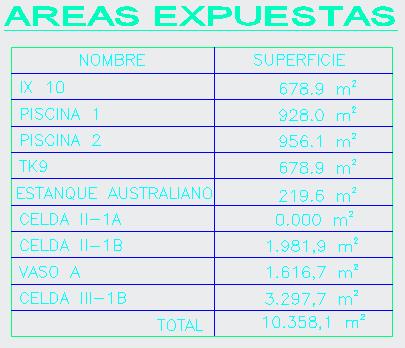 AREAS EXPUESTAS
NOMBRE SUPERFICIE
IX 10 678.9 m²
PISCINA 1 928.0 m²
PISCINA 2 956.1 m²
TK9 678.9 m²
ESTANQUE AUSTRALIANO 219.6 m²
CELDA II-1A 0.000 m²
CELDA II-1B 1.981,9 m²
VASO A 1.616,7 m²
CELDA III-1B 3.297,7 m²
TOTAL 10.358,1 m²